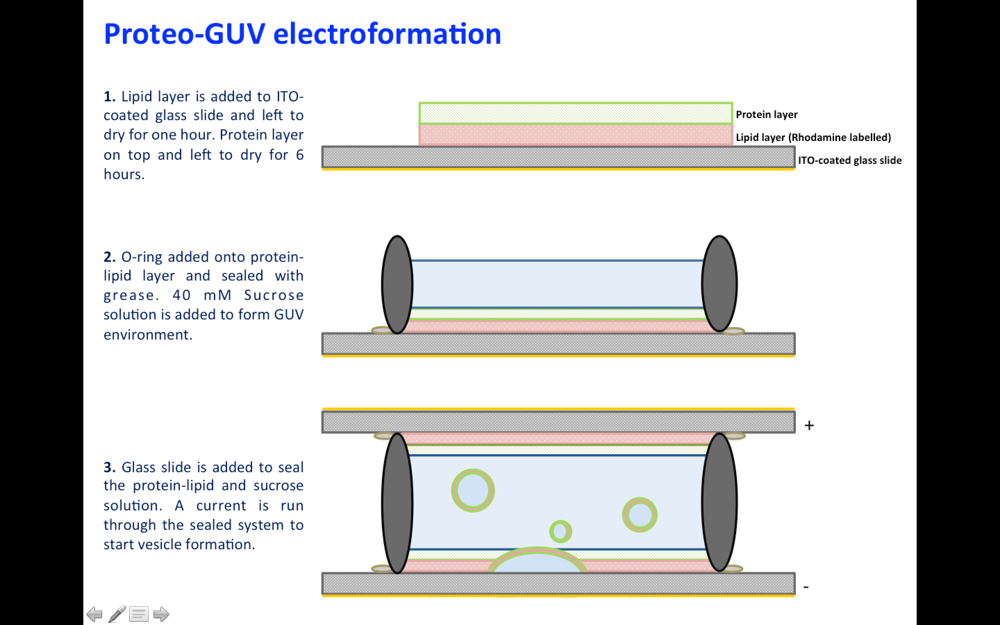 Proteo-GUV electroformation
1. Lipid layer is added to ITO-
coated glass slide and left to
dry for one hour. Protein layer
on top and left to dry for 6
hours.
Protein layer
Lipid layer (Rhodamine labelled)
ITO-coated glass slide
2. O-ring added onto protein-
lipid layer and sealed with
grease. 40 mM Sucrose
solution is added to form GUV
environment.
3. Glass slide is added to seal
the protein-lipid and sucrose
solution. A current is run
through the sealed system to
start vesicle formation.
+
-